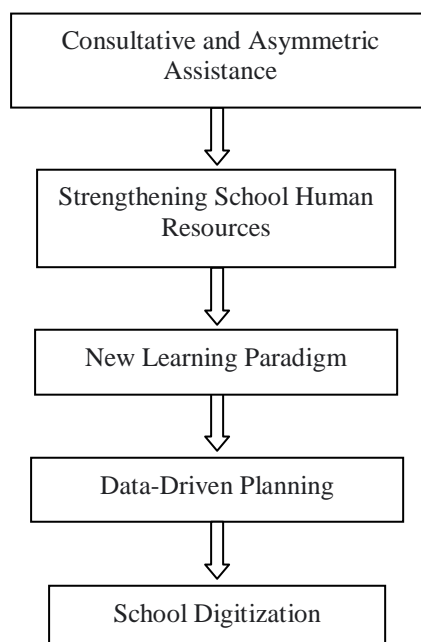 Consultative and Asymmetric
Assistance
Strengthening School Human
Resources
New Learning Paradigm
Data-Driven Planning
School Digitization